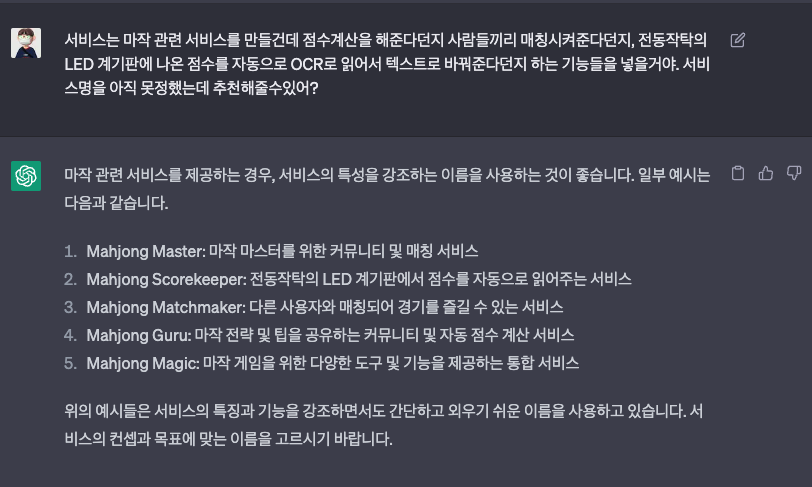 서비스는 마작 관련 서비스를 만들건데 점수계산을 해준다던지 사람들끼리 매칭시켜준다던지, 전동작탁의
LED 계기판에 나온 점수를 자동으로 OCR로 읽어서 텍스트로 바꿔준다던지 하는 기능들을 넣을거야. 서비
스명을 아직 못정했는데 추천해줄수있어?
마작 관련 서비스를 제공하는 경우, 서비스의 특성을 강조하는 이름을 사용하는 것이 좋습니다. 일부 예시는
다음과 같습니다.
1. Mahjong Master: 마작 마스터를 위한 커뮤니티 및 매칭 서비스
2. Mahjong Scorekeeper: 전동작탁의 LED 계기판에서 점수를 자동으로 읽어주는 서비스
3. Mahjong Matchmaker: 다른 사용자와 매칭되어 경기를 즐길 수 있는 서비스
4. Mahjong Guru: 마작 전략 및 팁을 공유하는 커뮤니티 및 자동 점수 계산 서비스
5. Mahjong Magic: 마작 게임을 위한 다양한 도구 및 기능을 제공하는 통합 서비스
위의 예시들은 서비스의 특징과 기능을 강조하면서도 간단하고 외우기 쉬운 이름을 사용하고 있습니다. 서
비스의 컨셉과 목표에 맞는 이름을 고르시기 바랍니다.